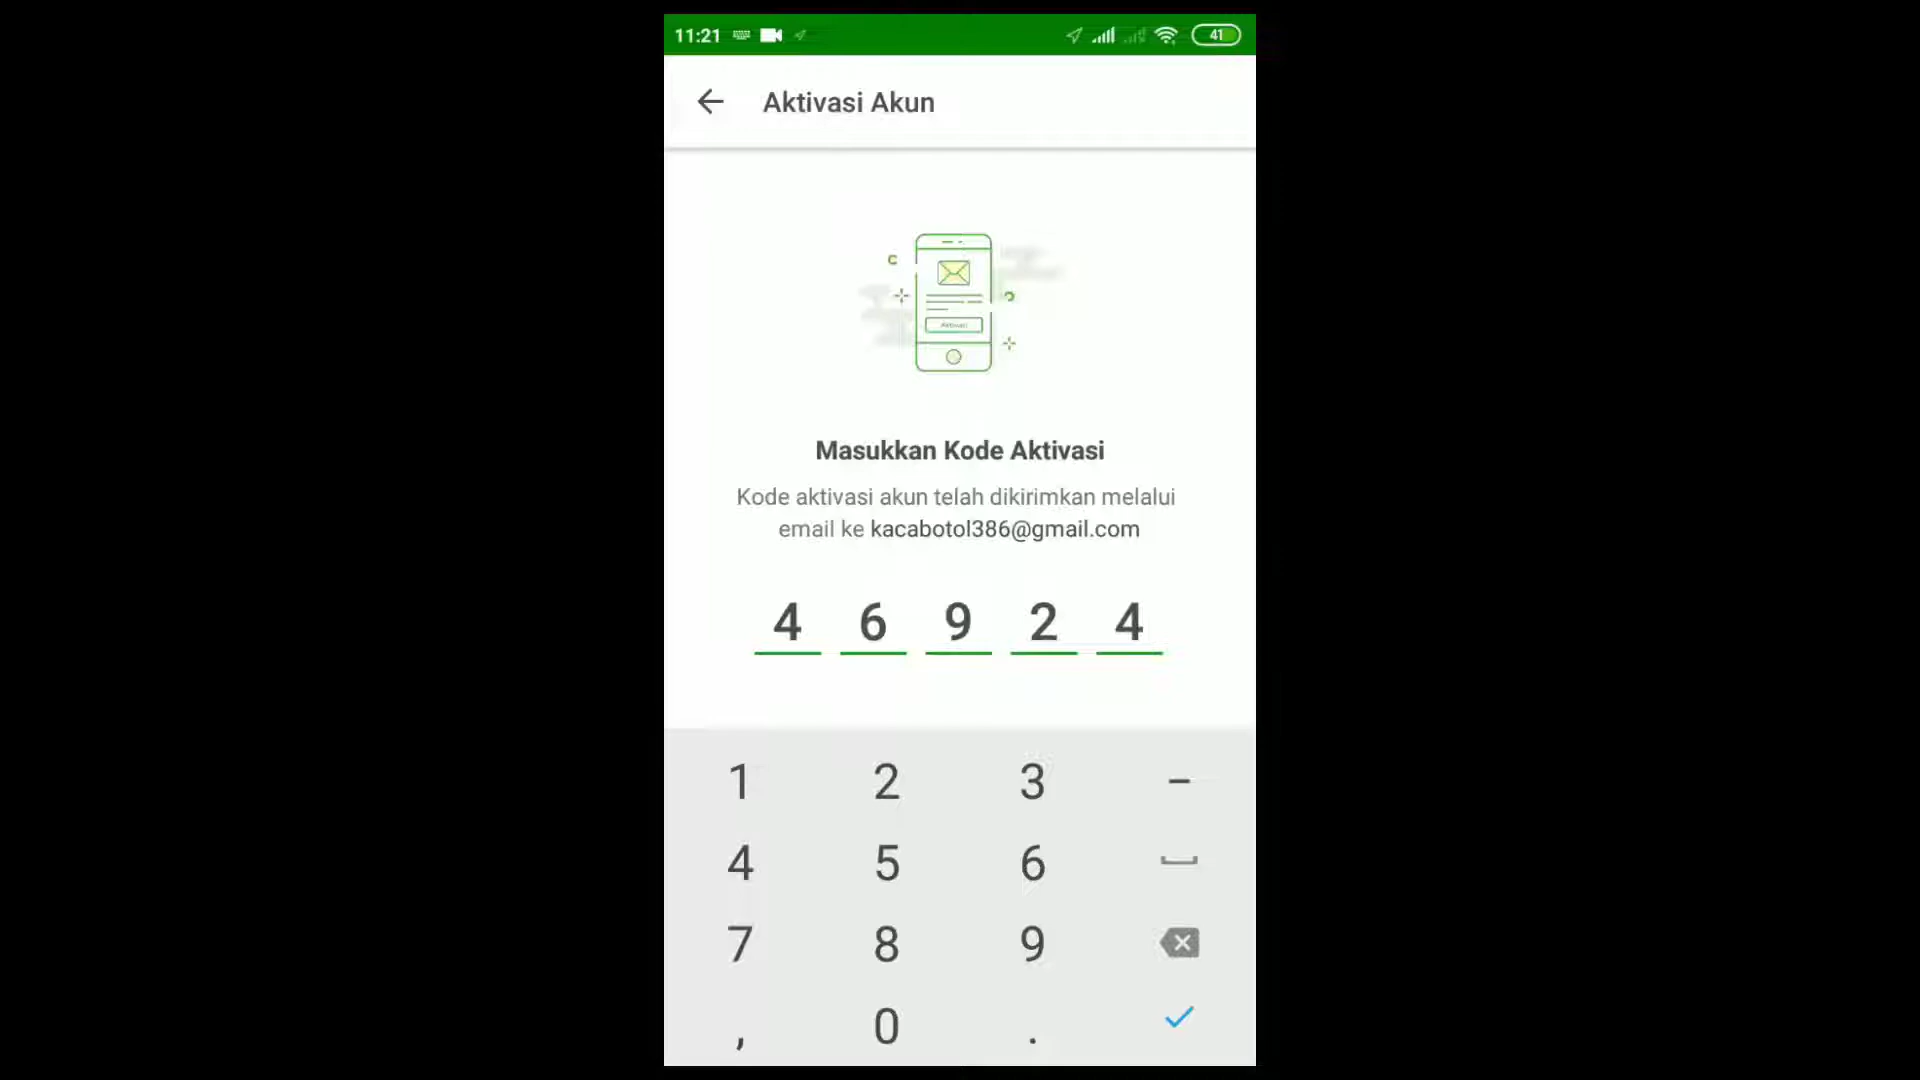 11:21
41
Aktivasi Akun
Aktivasi
Masukkan Kode Aktivasi
Kode aktivasi akun telah dikirimkan melalui
email ke kacabotol386@gmail.com
4 6 9 2 4
1 2 3 –
4 5 6
7 8 9
, 0 .